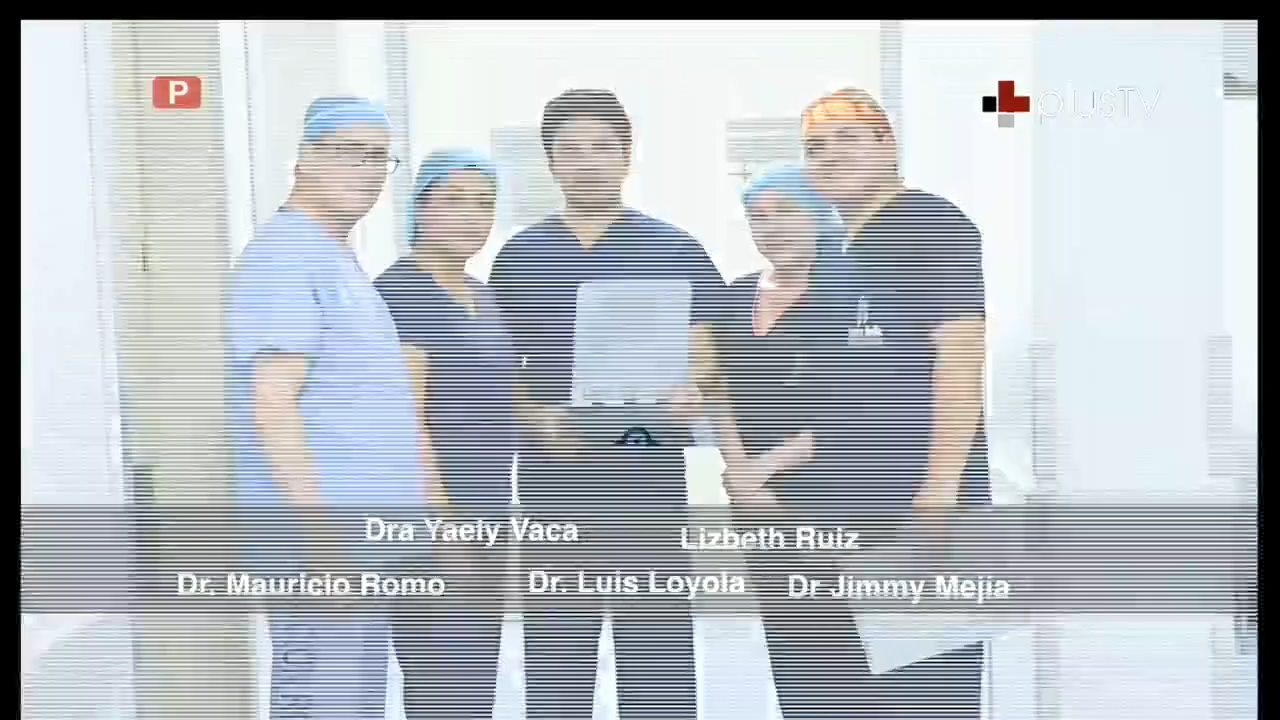 P
plusTV
Dra Yaely Vaca
Lizbeth Ruiz
Dr. Mauricio Romo
Dr. Luis Loyola
Dr Jimmy Mejia